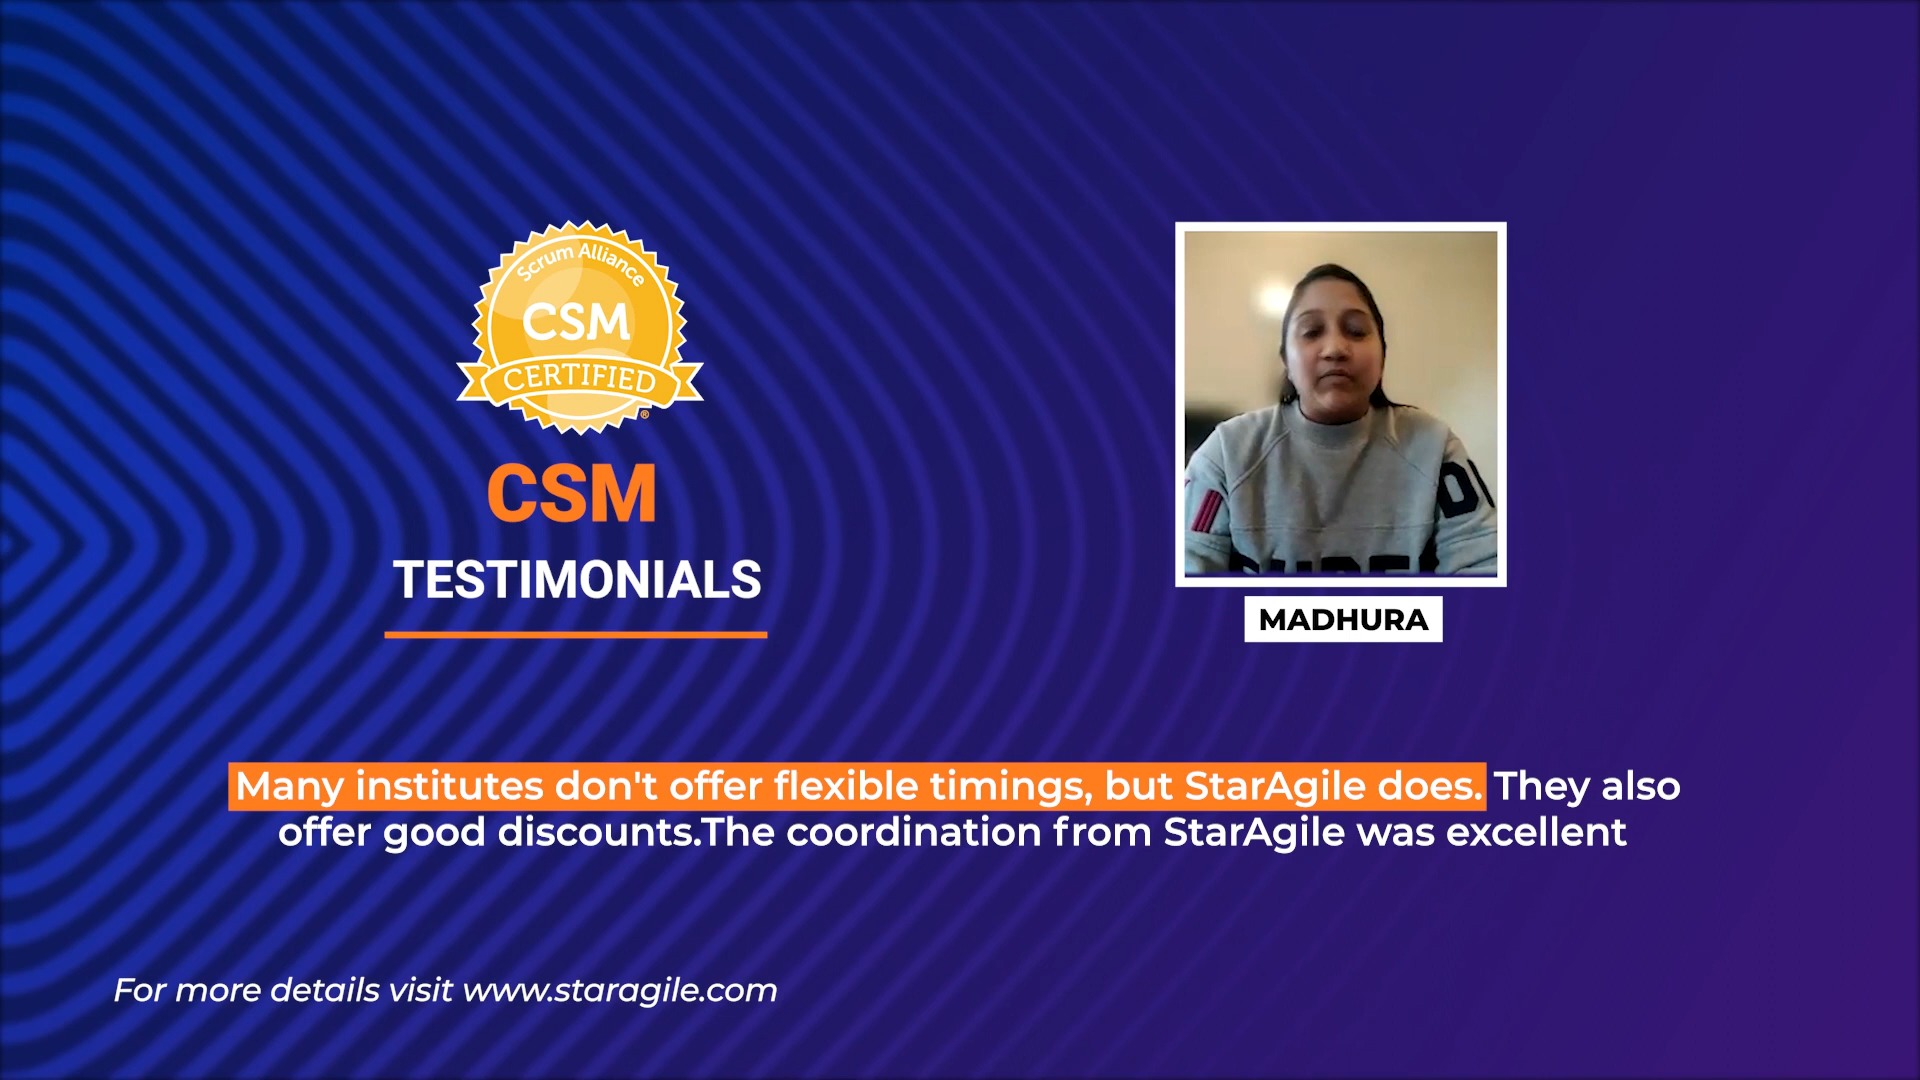 Scrum Alliance
CSM
CERTIFIED
®
CSM
TESTIMONIALS
MADHURA
Many institutes don't offer flexible timings, but StarAgile does. They also
offer good discounts.The coordination from StarAgile was excellent
For more details visit www.staragile.com